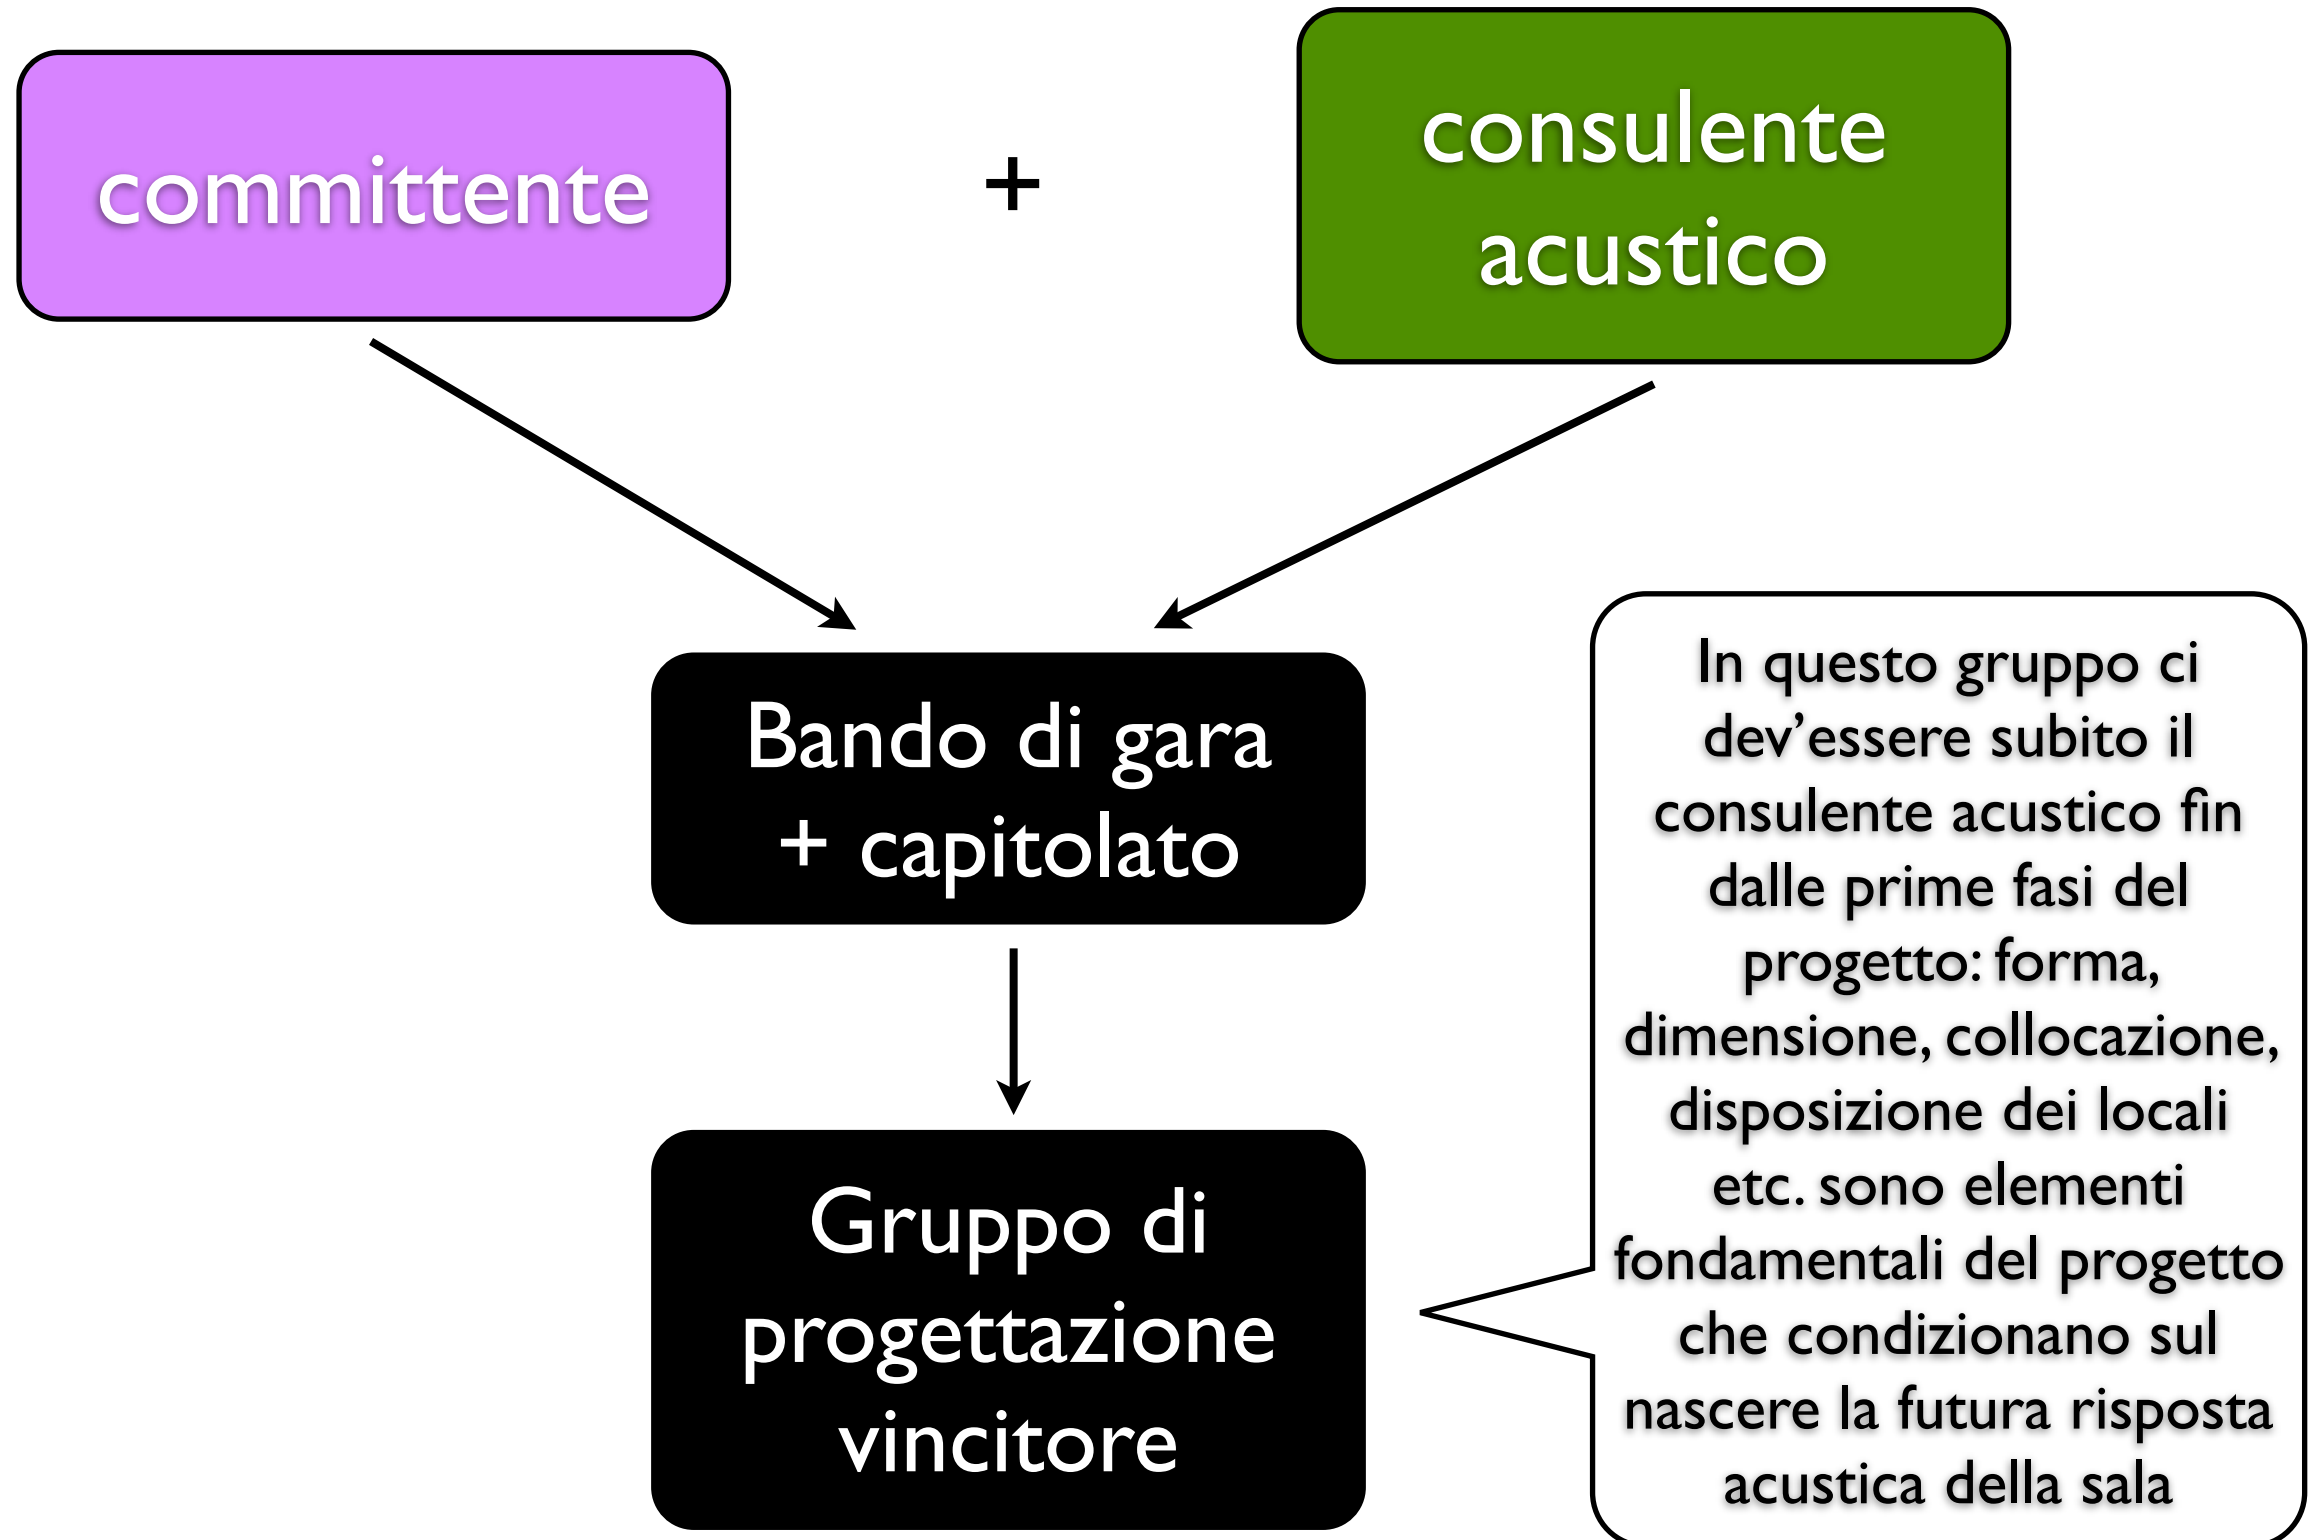 committente
+
consulente
acustico
Bando di gara
+ capitolato
Gruppo di
progettazione
vincitore
In questo gruppo ci
dev’essere subito il
consulente acustico fin
dalle prime fasi del
progetto: forma,
dimensione, collocazione,
disposizione dei locali
etc. sono elementi
fondamentali del progetto
che condizionano sul
nascere la futura risposta
acustica della sala